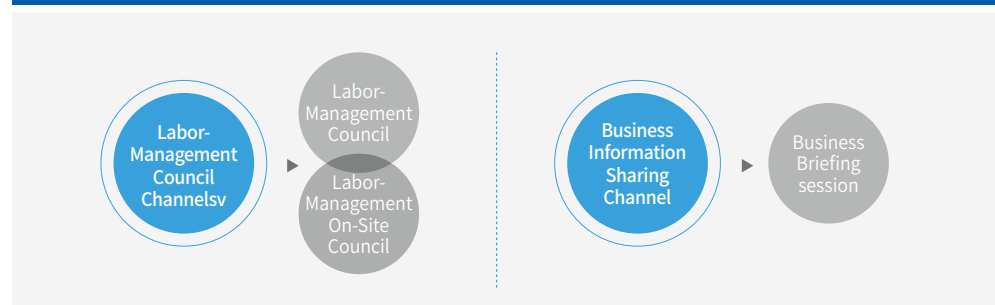 Labor-
Management
Council
Channelsv
Labor-
Management
Council
Labor-
Management
On-Site
Council
Business
Information
Sharing
Channel
Business
Briefing
session